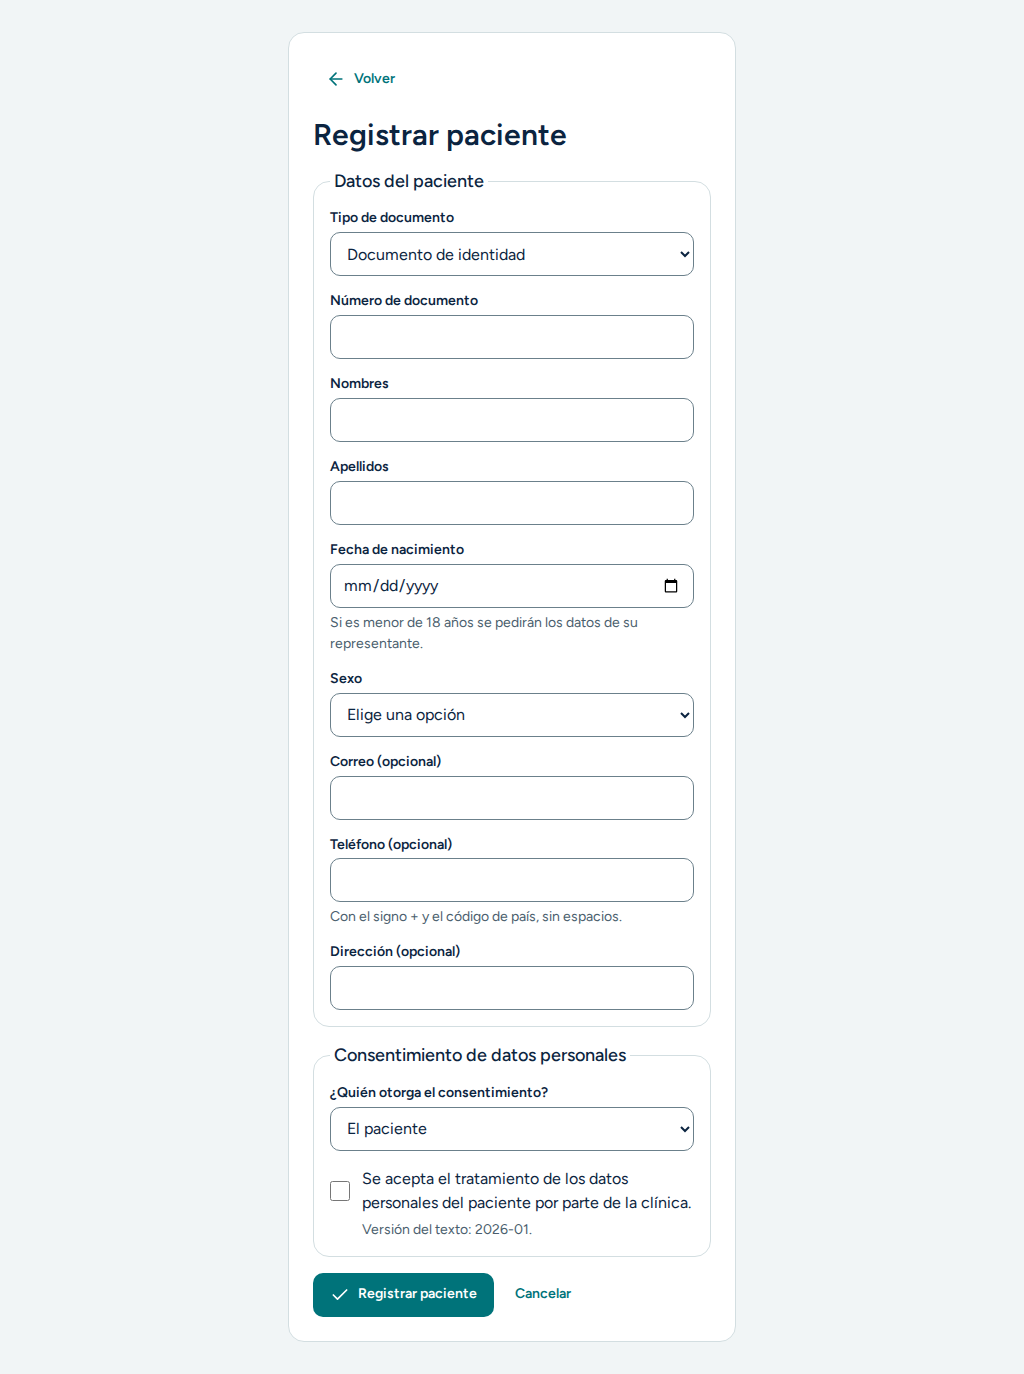 Volver
Registrar paciente
Datos del paciente
Tipo de documento
Documento de identidad
Número de documento
Nombres
Apellidos
Fecha de nacimiento
mm/dd/yyyy
Si es menor de 18 años se pedirán los datos de su
representante.
Sexo
Elige una opción
Correo (opcional)
Teléfono (opcional)
Con el signo + y el código de país, sin espacios.
Dirección (opcional)
Consentimiento de datos personales
¿Quién otorga el consentimiento?
El paciente
Se acepta el tratamiento de los datos
personales del paciente por parte de la clínica.
Versión del texto: 2026-01.
Registrar paciente
Cancelar